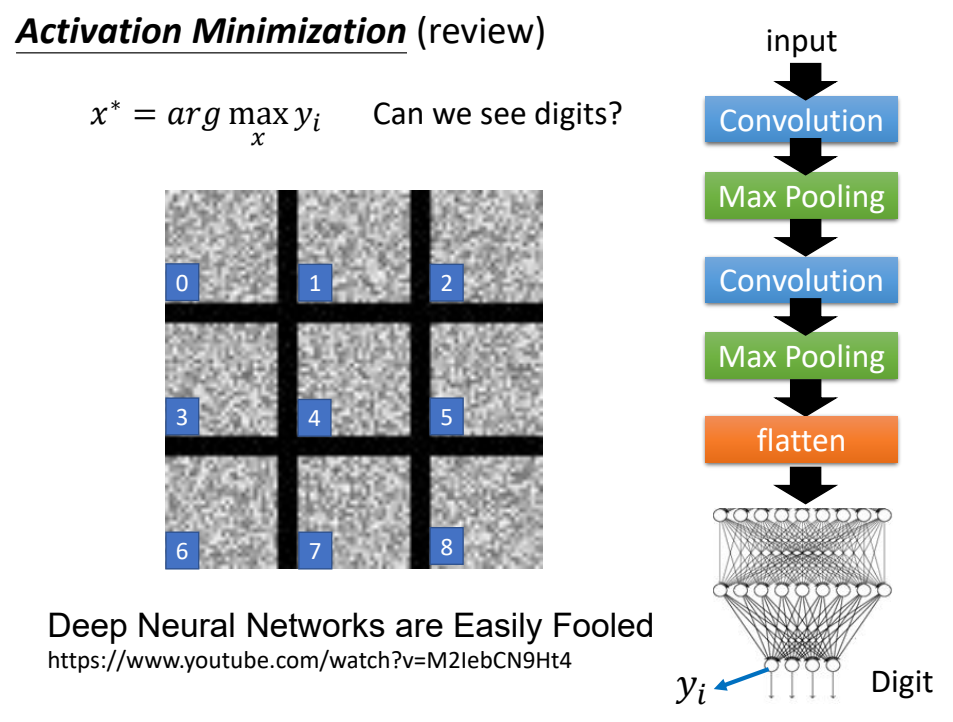 Activation Minimization (review)
x* = arg max y_i Can we see digits?
x
0 1 2
3 4 5
6 7 8
Deep Neural Networks are Easily Fooled
https://www.youtube.com/watch?v=M2IebCN9Ht4
input
Convolution
Max Pooling
Convolution
Max Pooling
flatten
y_i Digit